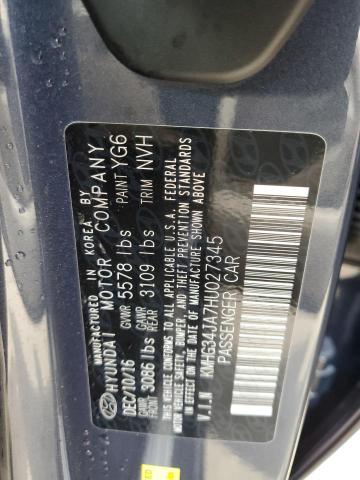 MANUFACTURED IN KOREA BY
HYUNDAI MOTOR COMPANY
DEC/10/16 GVWR 5578 lbs PAINT YG6
GAWR FRONT 3086 lbs GAWR REAR 3109 lbs TRIM NVH
THIS VEHICLE CONFORMS TO ALL APPLICABLE U.S.A. FEDERAL
MOTOR VEHICLE SAFETY, BUMPER, AND THEFT PREVENTION STANDARDS
IN EFFECT ON THE DATE OF MANUFACTURE SHOWN ABOVE.
V.I.N KMHG34JA7HU027345
PASSENGER CAR